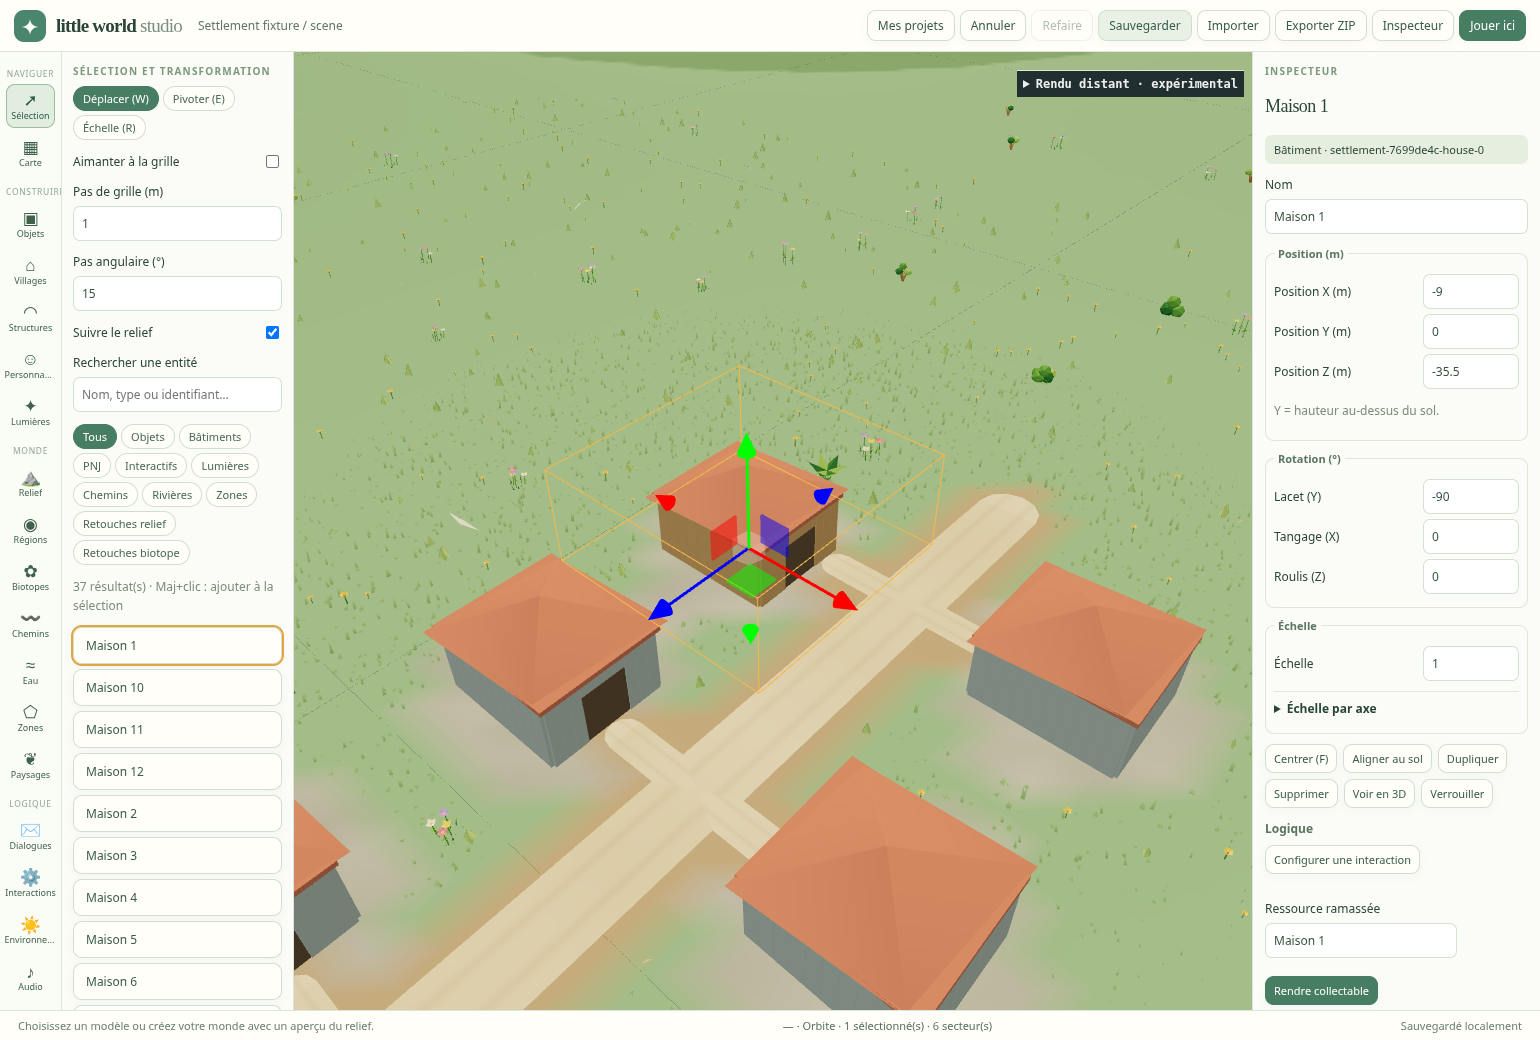 little world studio
Settlement fixture / scene
Mes projets
Annuler
Refaire
Sauvegarder
Importer
Exporter ZIP
Inspecteur
Jouer ici
NAVIGUER
Sélection
Carte
CONSTRUIRE
Objets
Villages
Structures
Personna...
Lumières
MONDE
Relief
Régions
Biotopes
Chemins
Eau
Zones
Paysages
LOGIQUE
Dialogues
Interactions
Environne...
Audio
SÉLECTION ET TRANSFORMATION
Déplacer (W)
Pivoter (E)
Échelle (R)
Aimanter à la grille
Pas de grille (m)
1
Pas angulaire (°)
15
Suivre le relief
Rechercher une entité
Nom, type ou identifiant...
Tous
Objets
Bâtiments
PNJ
Interactifs
Lumières
Chemins
Rivières
Zones
Retouches relief
Retouches biotope
37 résultat(s) · Maj+clic : ajouter à la
sélection
Maison 1
Maison 10
Maison 11
Maison 12
Maison 2
Maison 3
Maison 4
Maison 5
Maison 6
Rendu distant · expérimental
INSPECTEUR
Maison 1
Bâtiment · settlement-7699de4c-house-0
Nom
Maison 1
Position (m)
Position X (m)
-9
Position Y (m)
0
Position Z (m)
-35.5
Y = hauteur au-dessus du sol.
Rotation (°)
Lacet (Y)
-90
Tangage (X)
0
Roulis (Z)
0
Échelle
Échelle
1
Échelle par axe
Centrer (F)
Aligner au sol
Dupliquer
Supprimer
Voir en 3D
Verrouiller
Logique
Configurer une interaction
Ressource ramassée
Maison 1
Rendre collectable
Choisissez un modèle ou créez votre monde avec un aperçu du relief.
— · Orbite · 1 sélectionné(s) · 6 secteur(s)
Sauvegardé localement